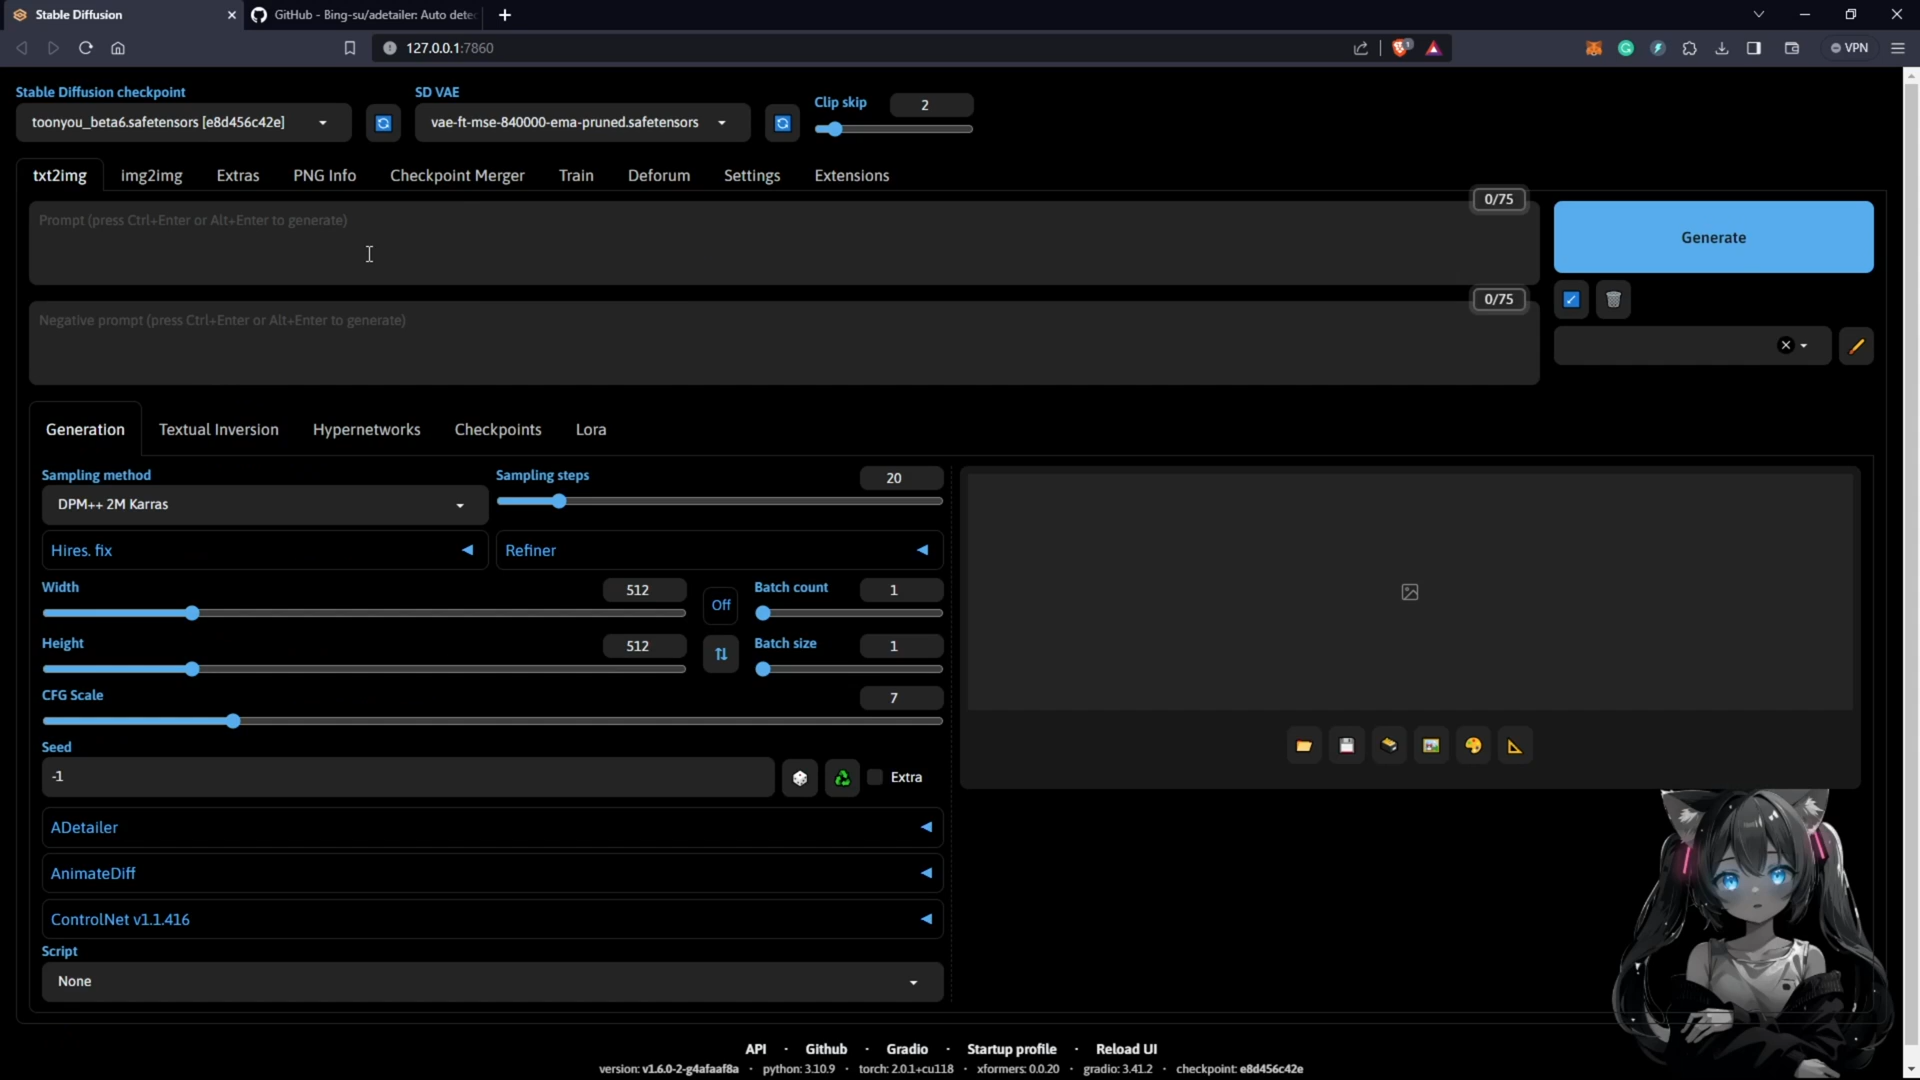 Stable Diffusion
GitHub - Bing-su/adetailer: Auto detec
127.0.0.1:7860
1
VPN
Stable Diffusion checkpoint
SD VAE
Clip skip
2
toonyou_beta6.safetensors [e8d456c42e]
vae-ft-mse-840000-ema-pruned.safetensors
txt2img
img2img
Extras
PNG Info
Checkpoint Merger
Train
Deforum
Settings
Extensions
0/75
Prompt (press Ctrl+Enter or Alt+Enter to generate)
Generate
0/75
Negative prompt (press Ctrl+Enter or Alt+Enter to generate)
Generation
Textual Inversion
Hypernetworks
Checkpoints
Lora
Sampling method
Sampling steps
20
DPM++ 2M Karras
Hires. fix
Refiner
Width
512
Off
Batch count
1
Height
512
Batch size
1
CFG Scale
7
Seed
-1
Extra
ADetailer
AnimateDiff
ControlNet v1.1.416
Script
None
API · Github · Gradio · Startup profile · Reload UI
version: v1.6.0-2-g4afaaf8a · python: 3.10.9 · torch: 2.0.1+cu118 · xformers: 0.0.20 · gradio: 3.41.2 · checkpoint: e8d456c42e